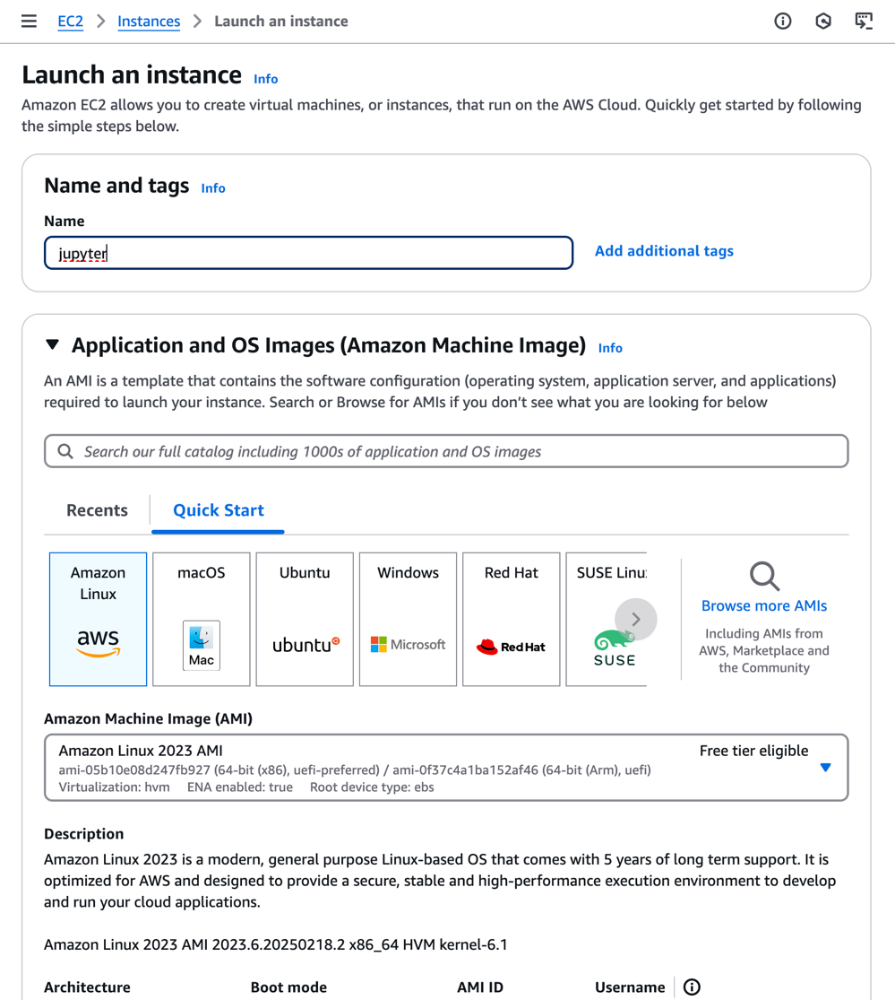 EC2 Instances Launch an instance
Launch an instance Info
Amazon EC2 allows you to create virtual machines, or instances, that run on the AWS Cloud. Quickly get started by following
the simple steps below.
Name and tags Info
Name
jupyter
Add additional tags
Application and OS Images (Amazon Machine Image) Info
An AMI is a template that contains the software configuration (operating system, application server, and applications)
required to launch your instance. Search or Browse for AMIs if you don’t see what you are looking for below
Search our full catalog including 1000s of application and OS images
Recents Quick Start
Amazon
Linux
aws
macOS
Mac
Ubuntu
ubuntu
Windows
Microsoft
Red Hat
Red Hat
SUSE Linu
SUSE
Browse more AMIs
Including AMIs from
AWS, Marketplace and
the Community
Amazon Machine Image (AMI)
Amazon Linux 2023 AMI Free tier eligible
ami-05b10e08d247fb927 (64-bit (x86), uefi-preferred) / ami-0f37c4a1ba152af46 (64-bit (Arm), uefi)
Virtualization: hvm ENA enabled: true Root device type: ebs
Description
Amazon Linux 2023 is a modern, general purpose Linux-based OS that comes with 5 years of long term support. It is
optimized for AWS and designed to provide a secure, stable and high-performance execution environment to develop
and run your cloud applications.
Amazon Linux 2023 AMI 2023.6.20250218.2 x86_64 HVM kernel-6.1
Architecture Boot mode AMI ID Username